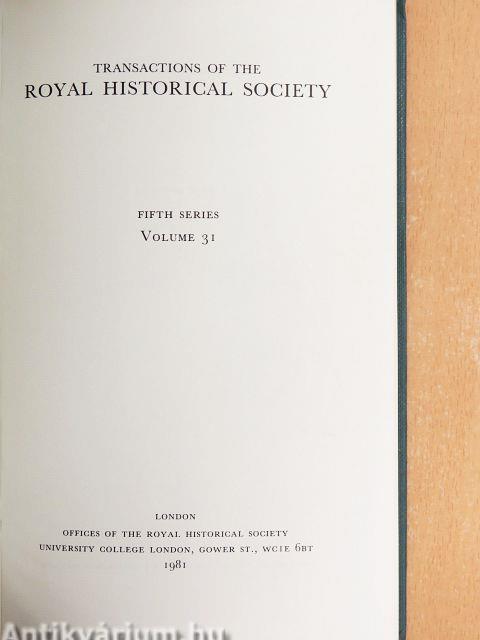 TRANSACTIONS OF THE
ROYAL HISTORICAL SOCIETY
FIFTH SERIES
VOLUME 31
LONDON
OFFICES OF THE ROYAL HISTORICAL SOCIETY
UNIVERSITY COLLEGE LONDON, GOWER ST., WC1E 6BT
1981
Antikvárium.hu